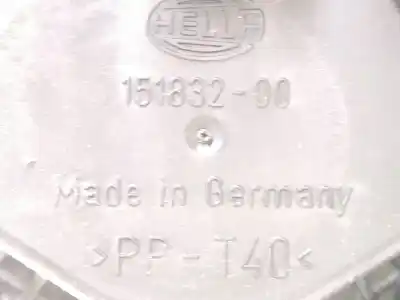 HELLA
151832-00
Made in Germany
>PP-T40<